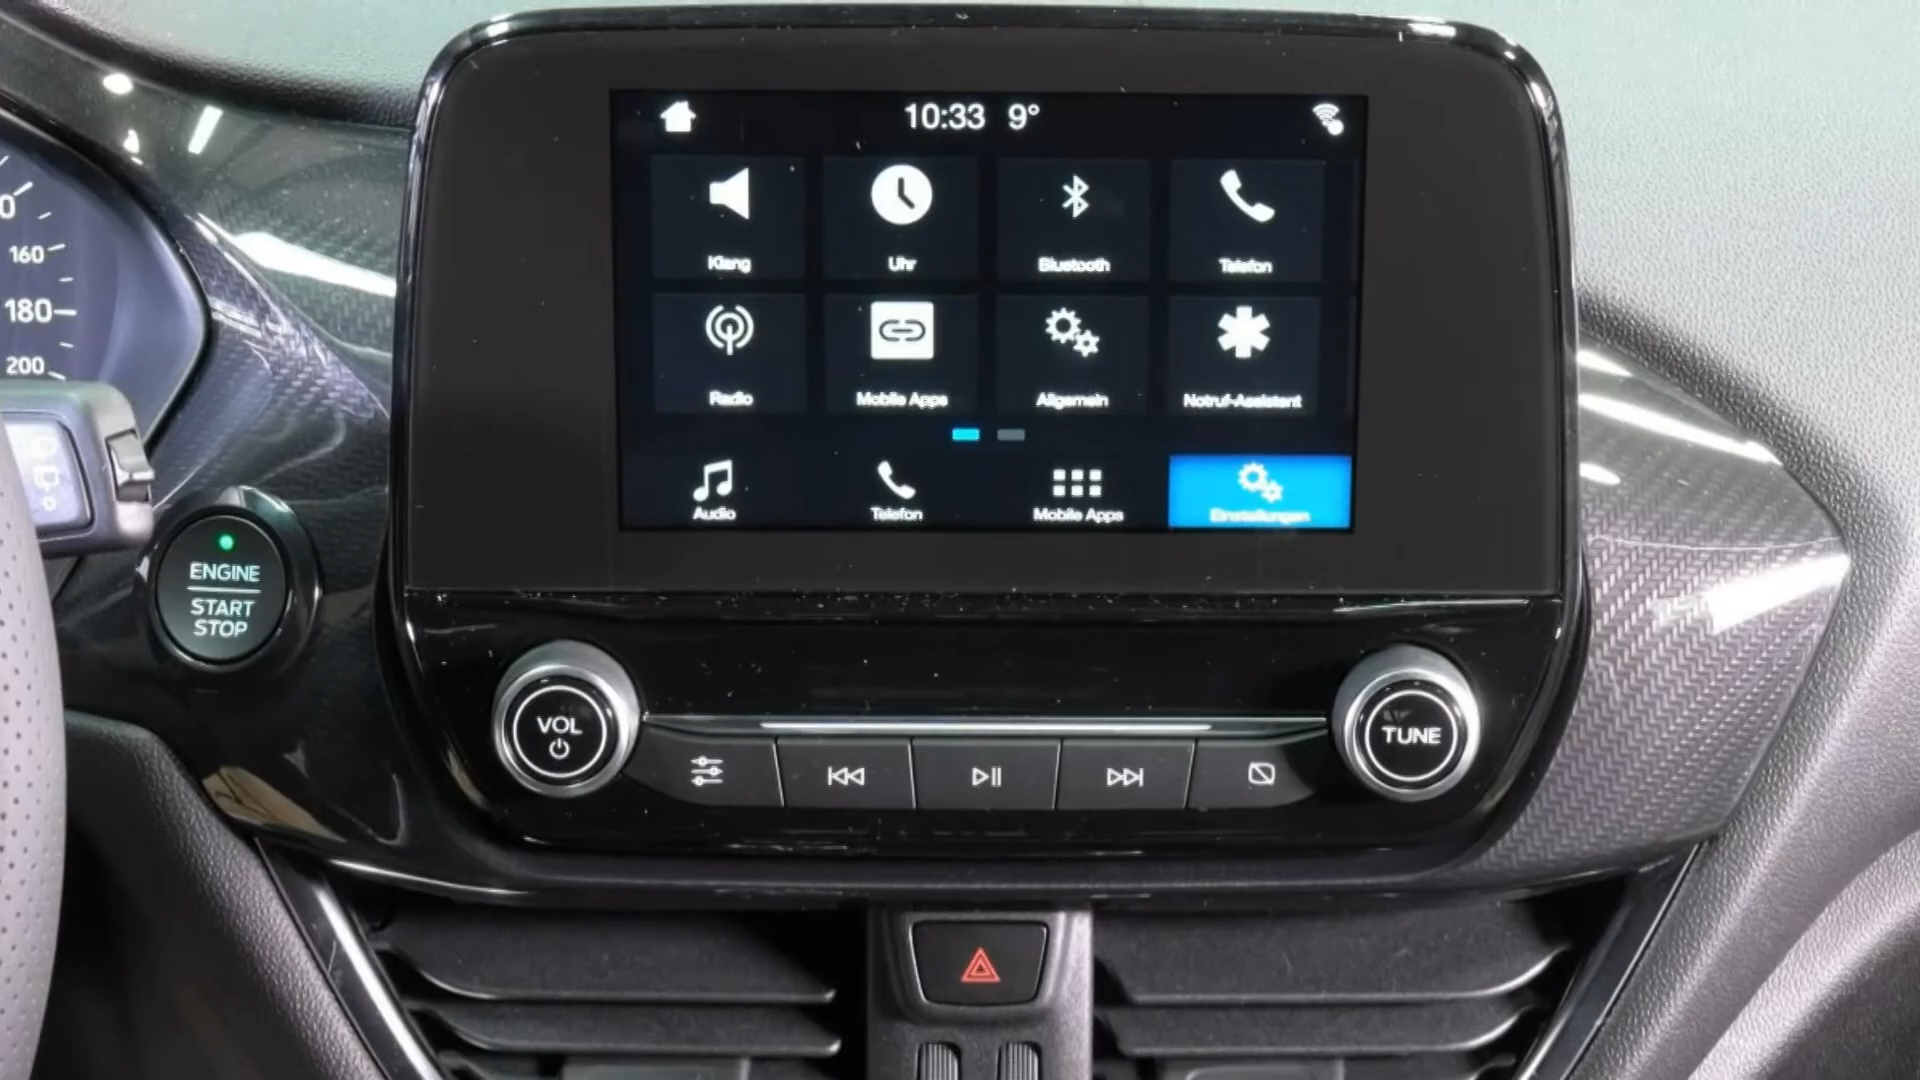 10:33 9°
Klang Uhr Bluetooth Telefon
Radio Mobile Apps Allgemein Notruf-Assistent
Audio Telefon Mobile Apps Einstellungen
160
180
200
ENGINE
START
STOP
VOL
TUNE